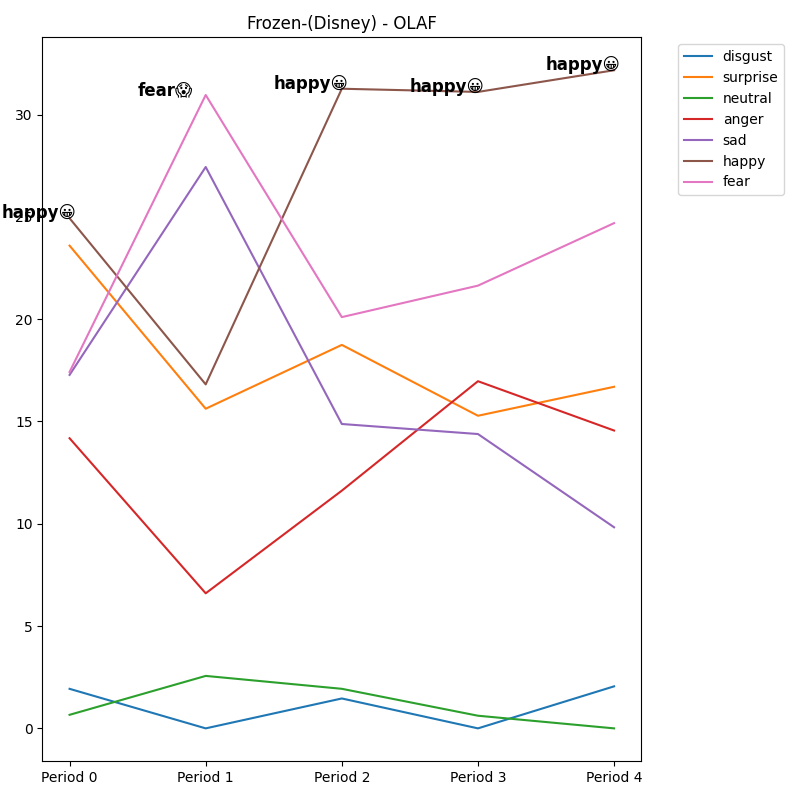 Frozen-(Disney) - OLAF
disgust
surprise
neutral
anger
sad
happy
fear
happy😀
fear😱
happy😀
happy😀
happy😀
30
25
20
15
10
5
0
Period 0 Period 1 Period 2 Period 3 Period 4